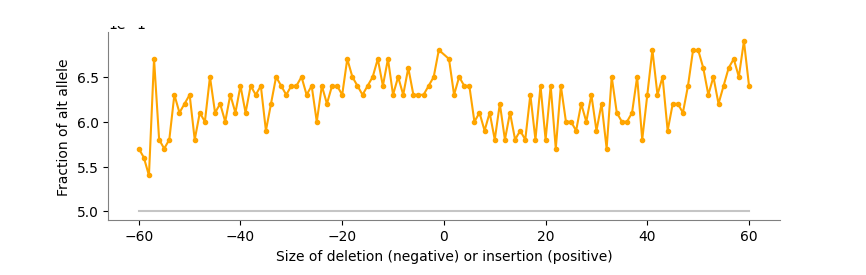 6.5
6.0
5.5
5.0
Fraction of alt allele
−60 −40 −20 0 20 40 60
Size of deletion (negative) or insertion (positive)